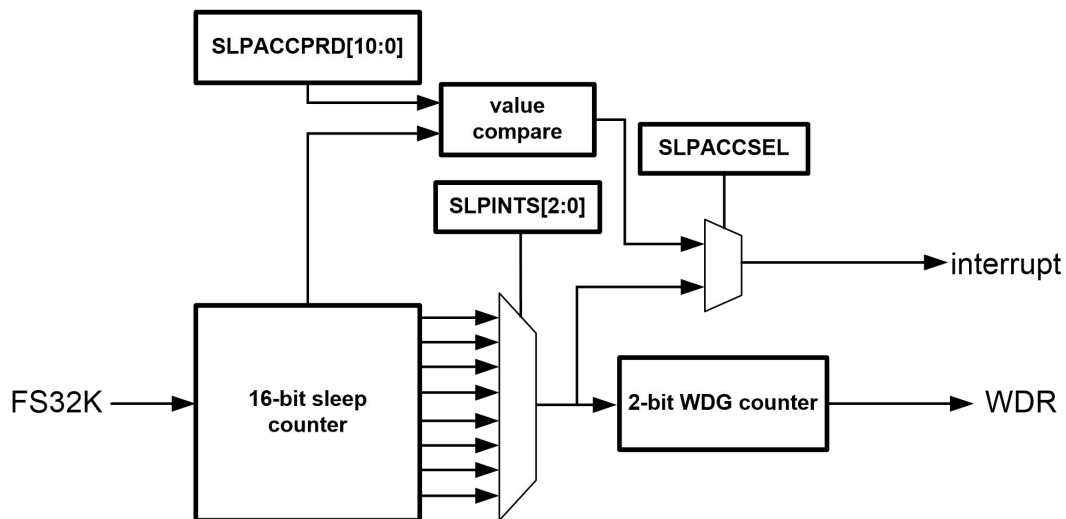 SLPACCPRD[10:0]
value
compare
SLPACCSEL
SLPINTS[2:0]
interrupt
FS32K
16-bit sleep
counter
2-bit WDG counter
WDR